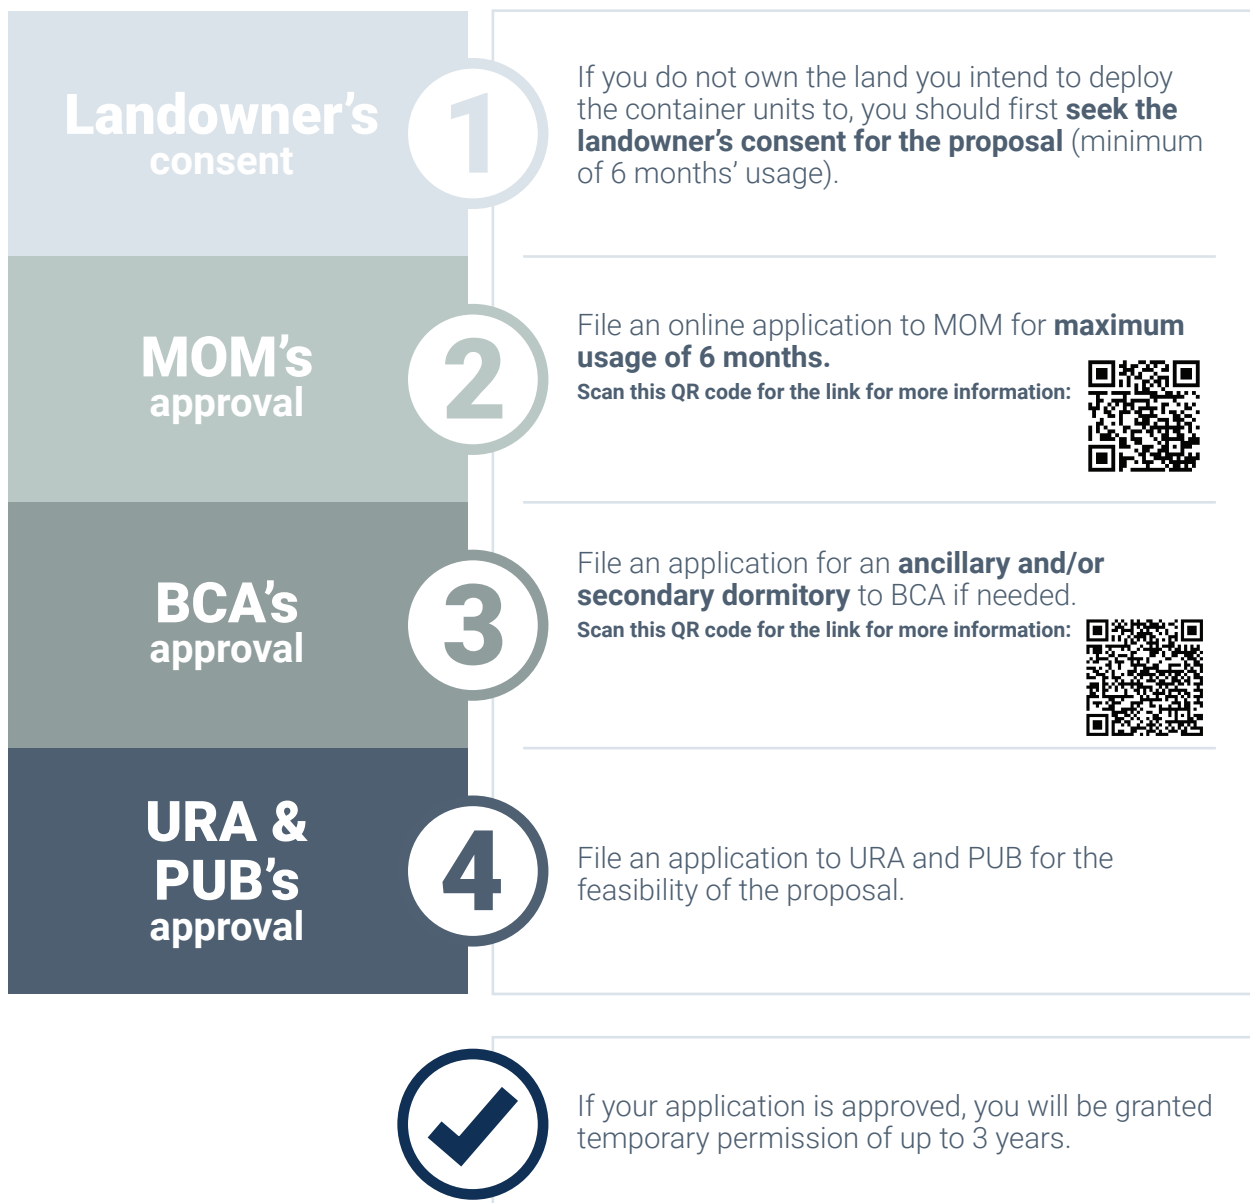 Landowner's
consent
1
If you do not own the land you intend to deploy
the container units to, you should first seek the
landowner's consent for the proposal (minimum
of 6 months' usage).
MOM's
approval
2
File an online application to MOM for maximum
usage of 6 months.
Scan this QR code for the link for more information:
BCA's
approval
3
File an application for an ancillary and/or
secondary dormitory to BCA if needed.
Scan this QR code for the link for more information:
URA &
PUB's
approval
4
File an application to URA and PUB for the
feasibility of the proposal.
If your application is approved, you will be granted
temporary permission of up to 3 years.